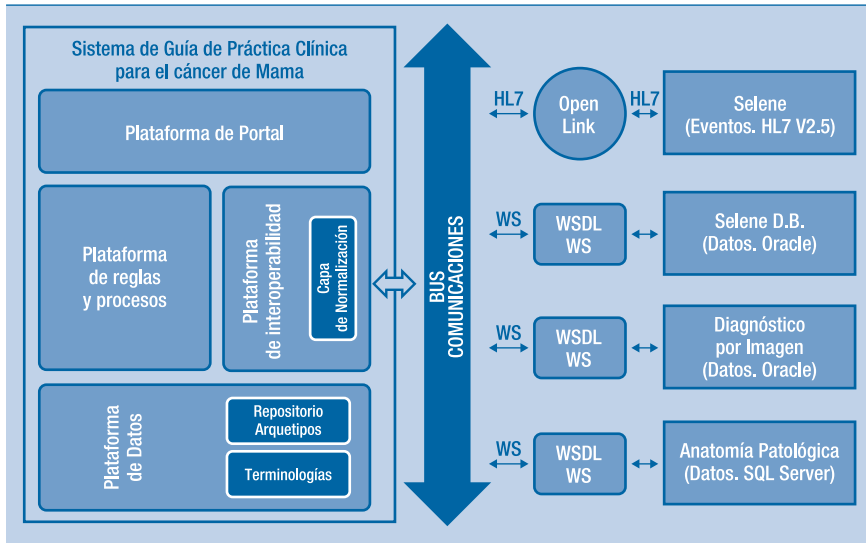 Sistema de Guía de Práctica Clínica
para el cáncer de Mama
Plataforma de Portal
Plataforma
de reglas
y procesos
Plataforma
de interoperabilidad
Capa
de Normalización
Plataforma
de Datos
Repositorio
Arquetipos
Terminologías
BUS
COMUNICACIONES
HL7
Open
Link
HL7
Selene
(Eventos. HL7 V2.5)
WS
WSDL
WS
Selene D.B.
(Datos. Oracle)
WS
WSDL
WS
Diagnóstico
por Imagen
(Datos. Oracle)
WS
WSDL
WS
Anatomía Patológica
(Datos. SQL Server)